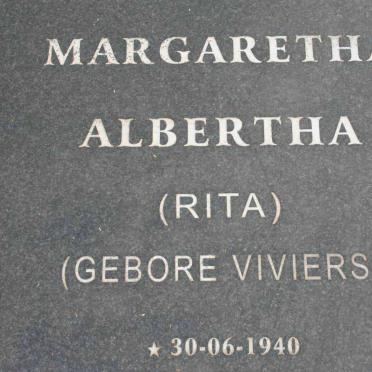 MARGARETHA
ALBERTHA
(RITA)
(GEBORE VIVIERS
★ 30-06-1940